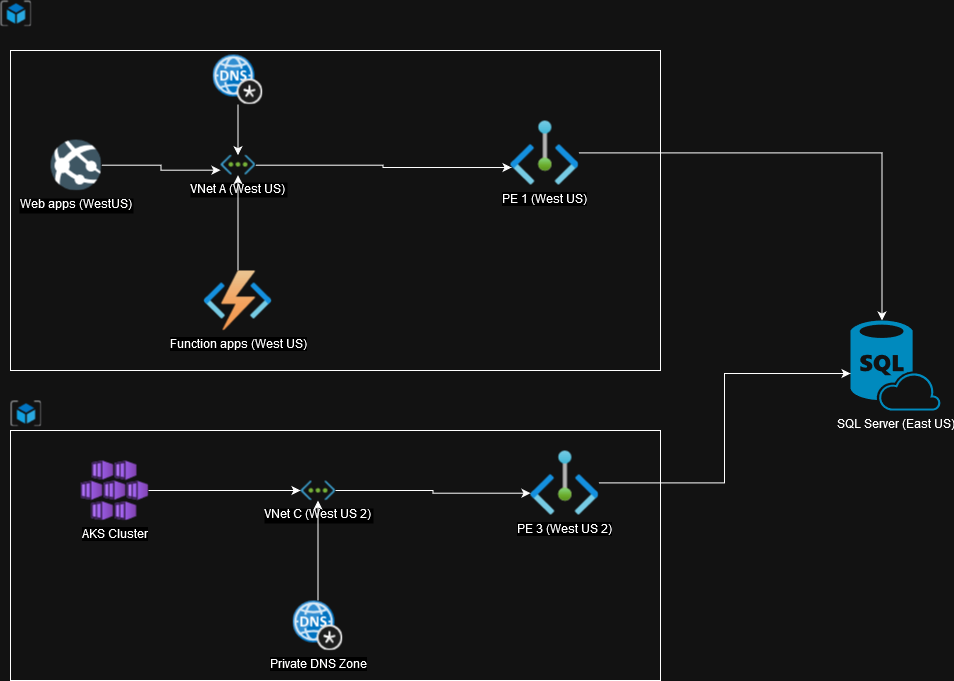 DNS
Web apps (WestUS)
VNet A (West US)
PE 1 (West US)
Function apps (West US)
SQL
SQL Server (East US)
AKS Cluster
VNet C (West US 2)
PE 3 (West US 2)
DNS
Private DNS Zone